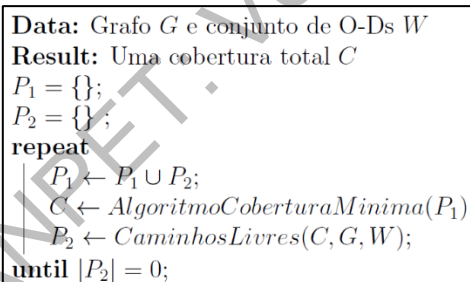 Data: Grafo G e conjunto de O-Ds W
Result: Uma cobertura total C
P₁ = {};
P₂ = {} ;
repeat
P₁ ← P₁ ∪ P₂;
C ← AlgoritmoCoberturaMinima(P₁)
P₂ ← CaminhosLivres(C, G, W);
until |P₂| = 0;